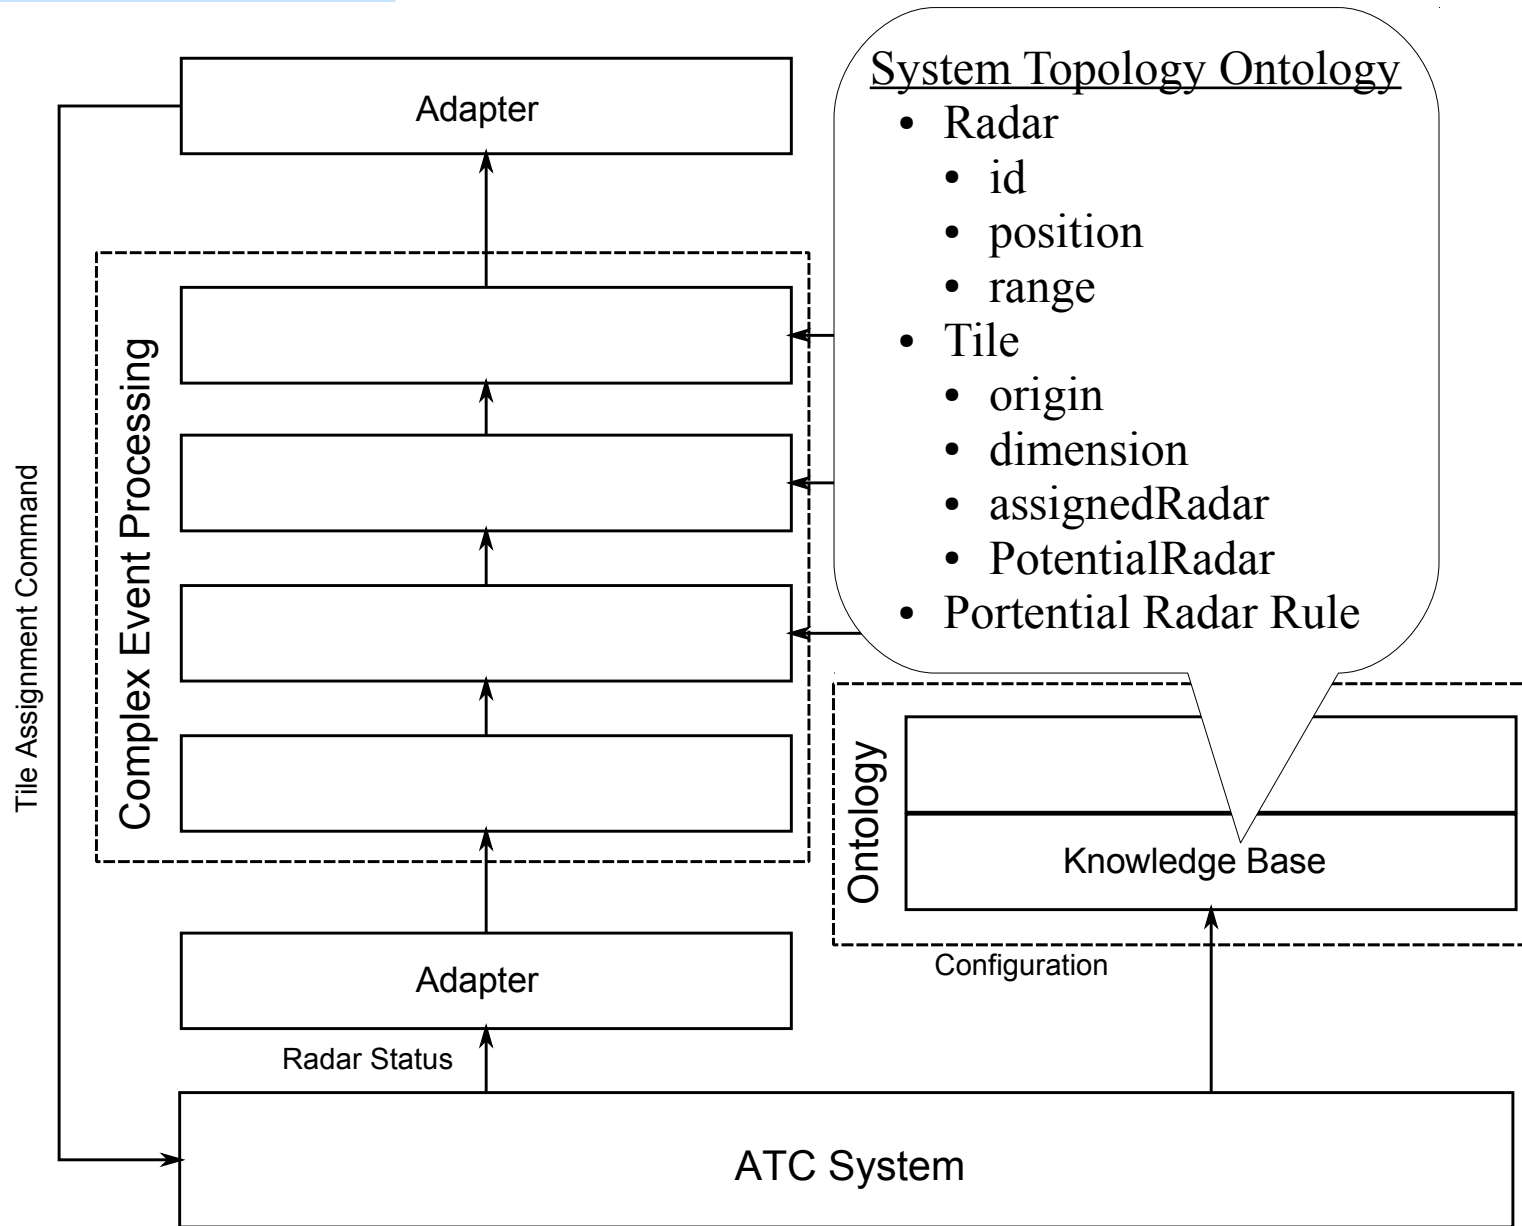 System Topology Ontology
• Radar
• id
• position
• range
• Tile
• origin
• dimension
• assignedRadar
• PotentialRadar
• Portential Radar Rule
Adapter
Complex Event Processing
Tile Assignment Command
Ontology
Knowledge Base
Configuration
Adapter
Radar Status
ATC System